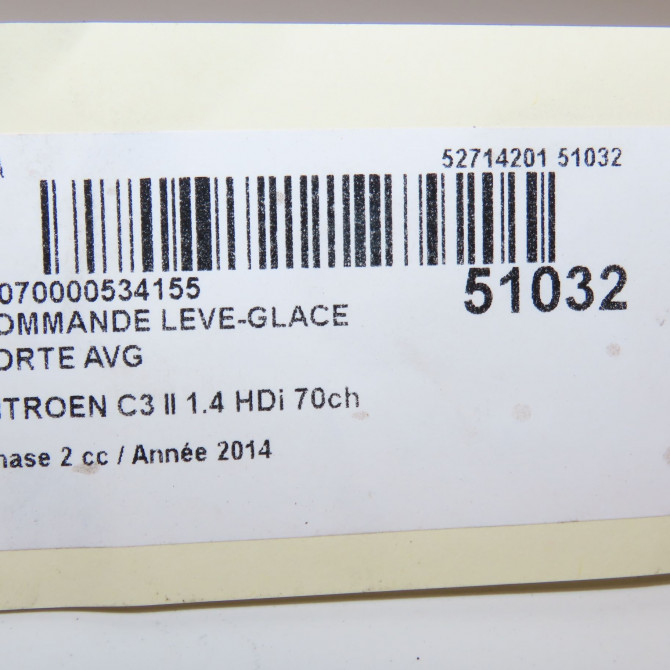 52714201 51032
070000534155
51032
OMMANDE LEVE-GLACE
ORTE AVG
ITROEN C3 II 1.4 HDi 70ch
hase 2 cc / Année 2014